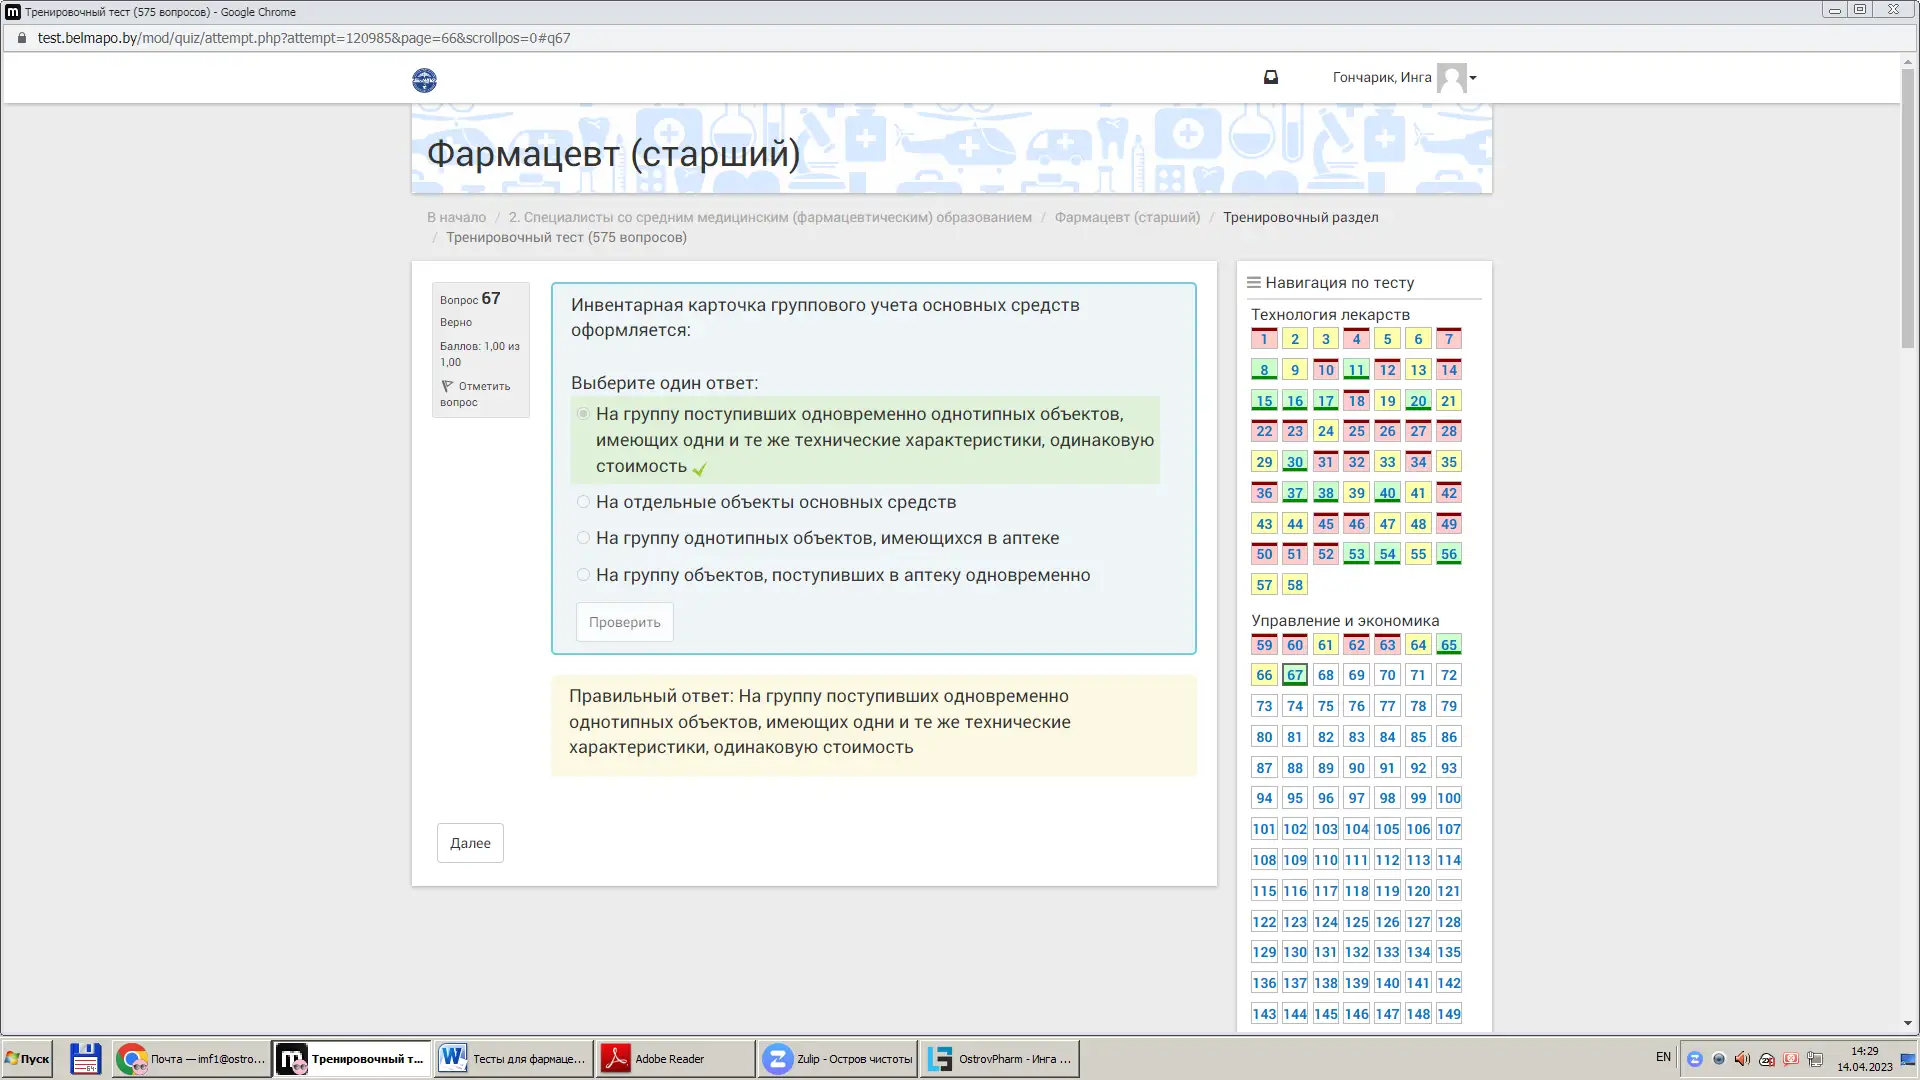 Тренировочный тест (575 вопросов) - Google Chrome
test.belmapo.by/mod/quiz/attempt.php?attempt=120985&page=66&scrollpos=0#q67
Гончарик, Инга
Фармацевт (старший)
В начало / 2. Специалисты со средним медицинским (фармацевтическим) образованием / Фармацевт (старший) / Тренировочный раздел
/ Тренировочный тест (575 вопросов)
Вопрос 67
Верно
Баллов: 1,00 из
1,00
Отметить
вопрос
Инвентарная карточка группового учета основных средств
оформляется:
Выберите один ответ:
На группу поступивших одновременно однотипных объектов,
имеющих одни и те же технические характеристики, одинаковую
стоимость
На отдельные объекты основных средств
На группу однотипных объектов, имеющихся в аптеке
На группу объектов, поступивших в аптеку одновременно
Проверить
Правильный ответ: На группу поступивших одновременно
однотипных объектов, имеющих одни и те же технические
характеристики, одинаковую стоимость
Далее
Навигация по тесту
Технология лекарств
1 2 3 4 5 6 7
8 9 10 11 12 13 14
15 16 17 18 19 20 21
22 23 24 25 26 27 28
29 30 31 32 33 34 35
36 37 38 39 40 41 42
43 44 45 46 47 48 49
50 51 52 53 54 55 56
57 58
Управление и экономика
59 60 61 62 63 64 65
66 67 68 69 70 71 72
73 74 75 76 77 78 79
80 81 82 83 84 85 86
87 88 89 90 91 92 93
94 95 96 97 98 99 100
101 102 103 104 105 106 107
108 109 110 111 112 113 114
115 116 117 118 119 120 121
122 123 124 125 126 127 128
129 130 131 132 133 134 135
136 137 138 139 140 141 142
143 144 145 146 147 148 149
Пуск
64
Почта — imf1@ostro...
Тренировочный т...
Тесты для фармаце...
Adobe Reader
Zulip - Остров чистоты
OstrovPharm - Инга ...
EN
14:29
14.04.2023